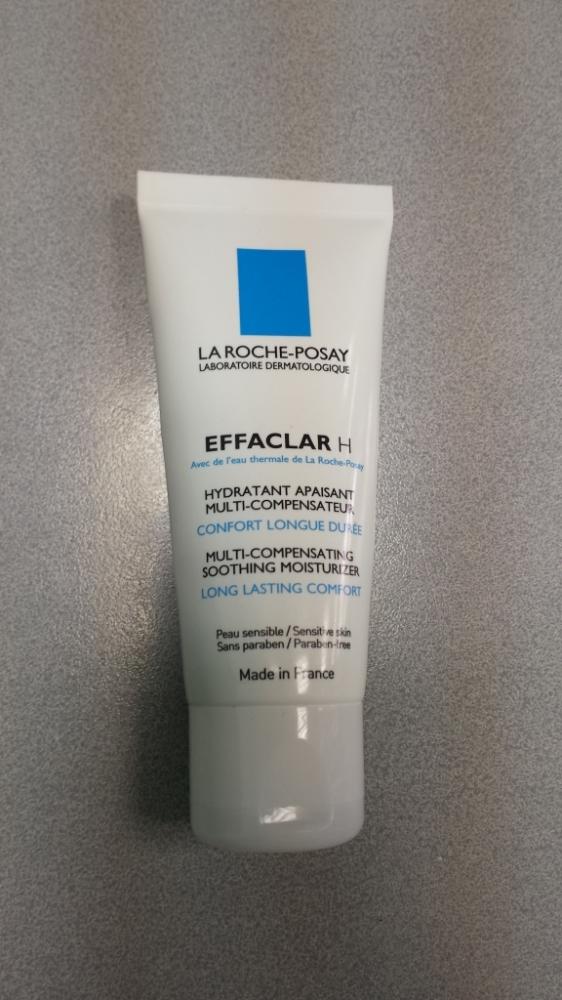 LA ROCHE-POSAY
LABORATOIRE DERMATOLOGIQUE
EFFACLAR H
Avec de l'eau thermale de La Roche-Posay
HYDRATANT APAISANT
MULTI-COMPENSATEUR
CONFORT LONGUE DURÉE
MULTI-COMPENSATING
SOOTHING MOISTURIZER
LONG LASTING COMFORT
Peau sensible / Sensitive skin
Sans paraben / Paraben-free
Made in France